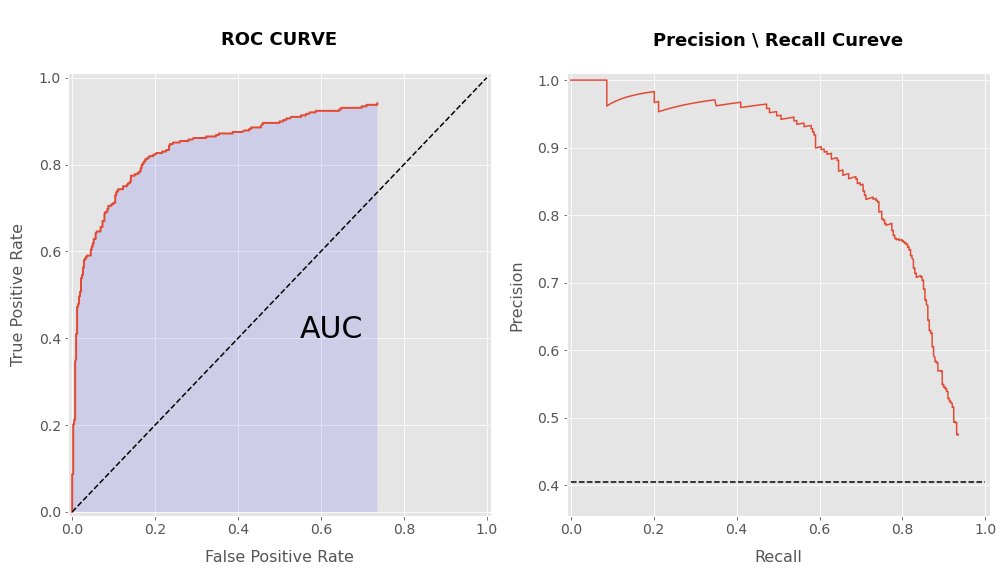 ROC CURVE
1.0
0.8
0.6
0.4
0.2
0.0
True Positive Rate
AUC
0.0 0.2 0.4 0.6 0.8 1.0
False Positive Rate
Precision \ Recall Cureve
1.0
0.9
0.8
0.7
0.6
0.5
0.4
Precision
0.0 0.2 0.4 0.6 0.8 1.0
Recall